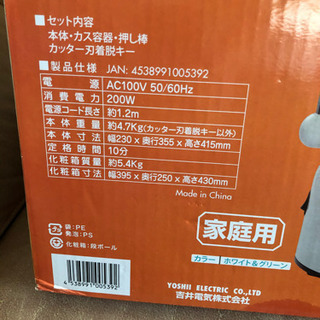 ■セット内容
本体・カス容器・押し棒
カッター刃着脱キー
■製品仕様 JAN: 4538991005392
電源 AC100V 50/60Hz
消費電力 200W
電源コード長さ 約1.2m
本体重量 約4.7Kg(カッター刃着脱キー以外)
本体寸法 幅230×奥行355×高さ415mm
定格時間 10分
化粧箱質量 約5.4Kg
化粧箱寸法 幅395×奥行250×高さ430mm
Made in China
袋:PE
発泡:PS
化粧箱:段ボール
家庭用
カラー ホワイト&グリーン
4 538991 005392
YOSHII ELECTRIC CO.,LTD
吉井電気株式会社